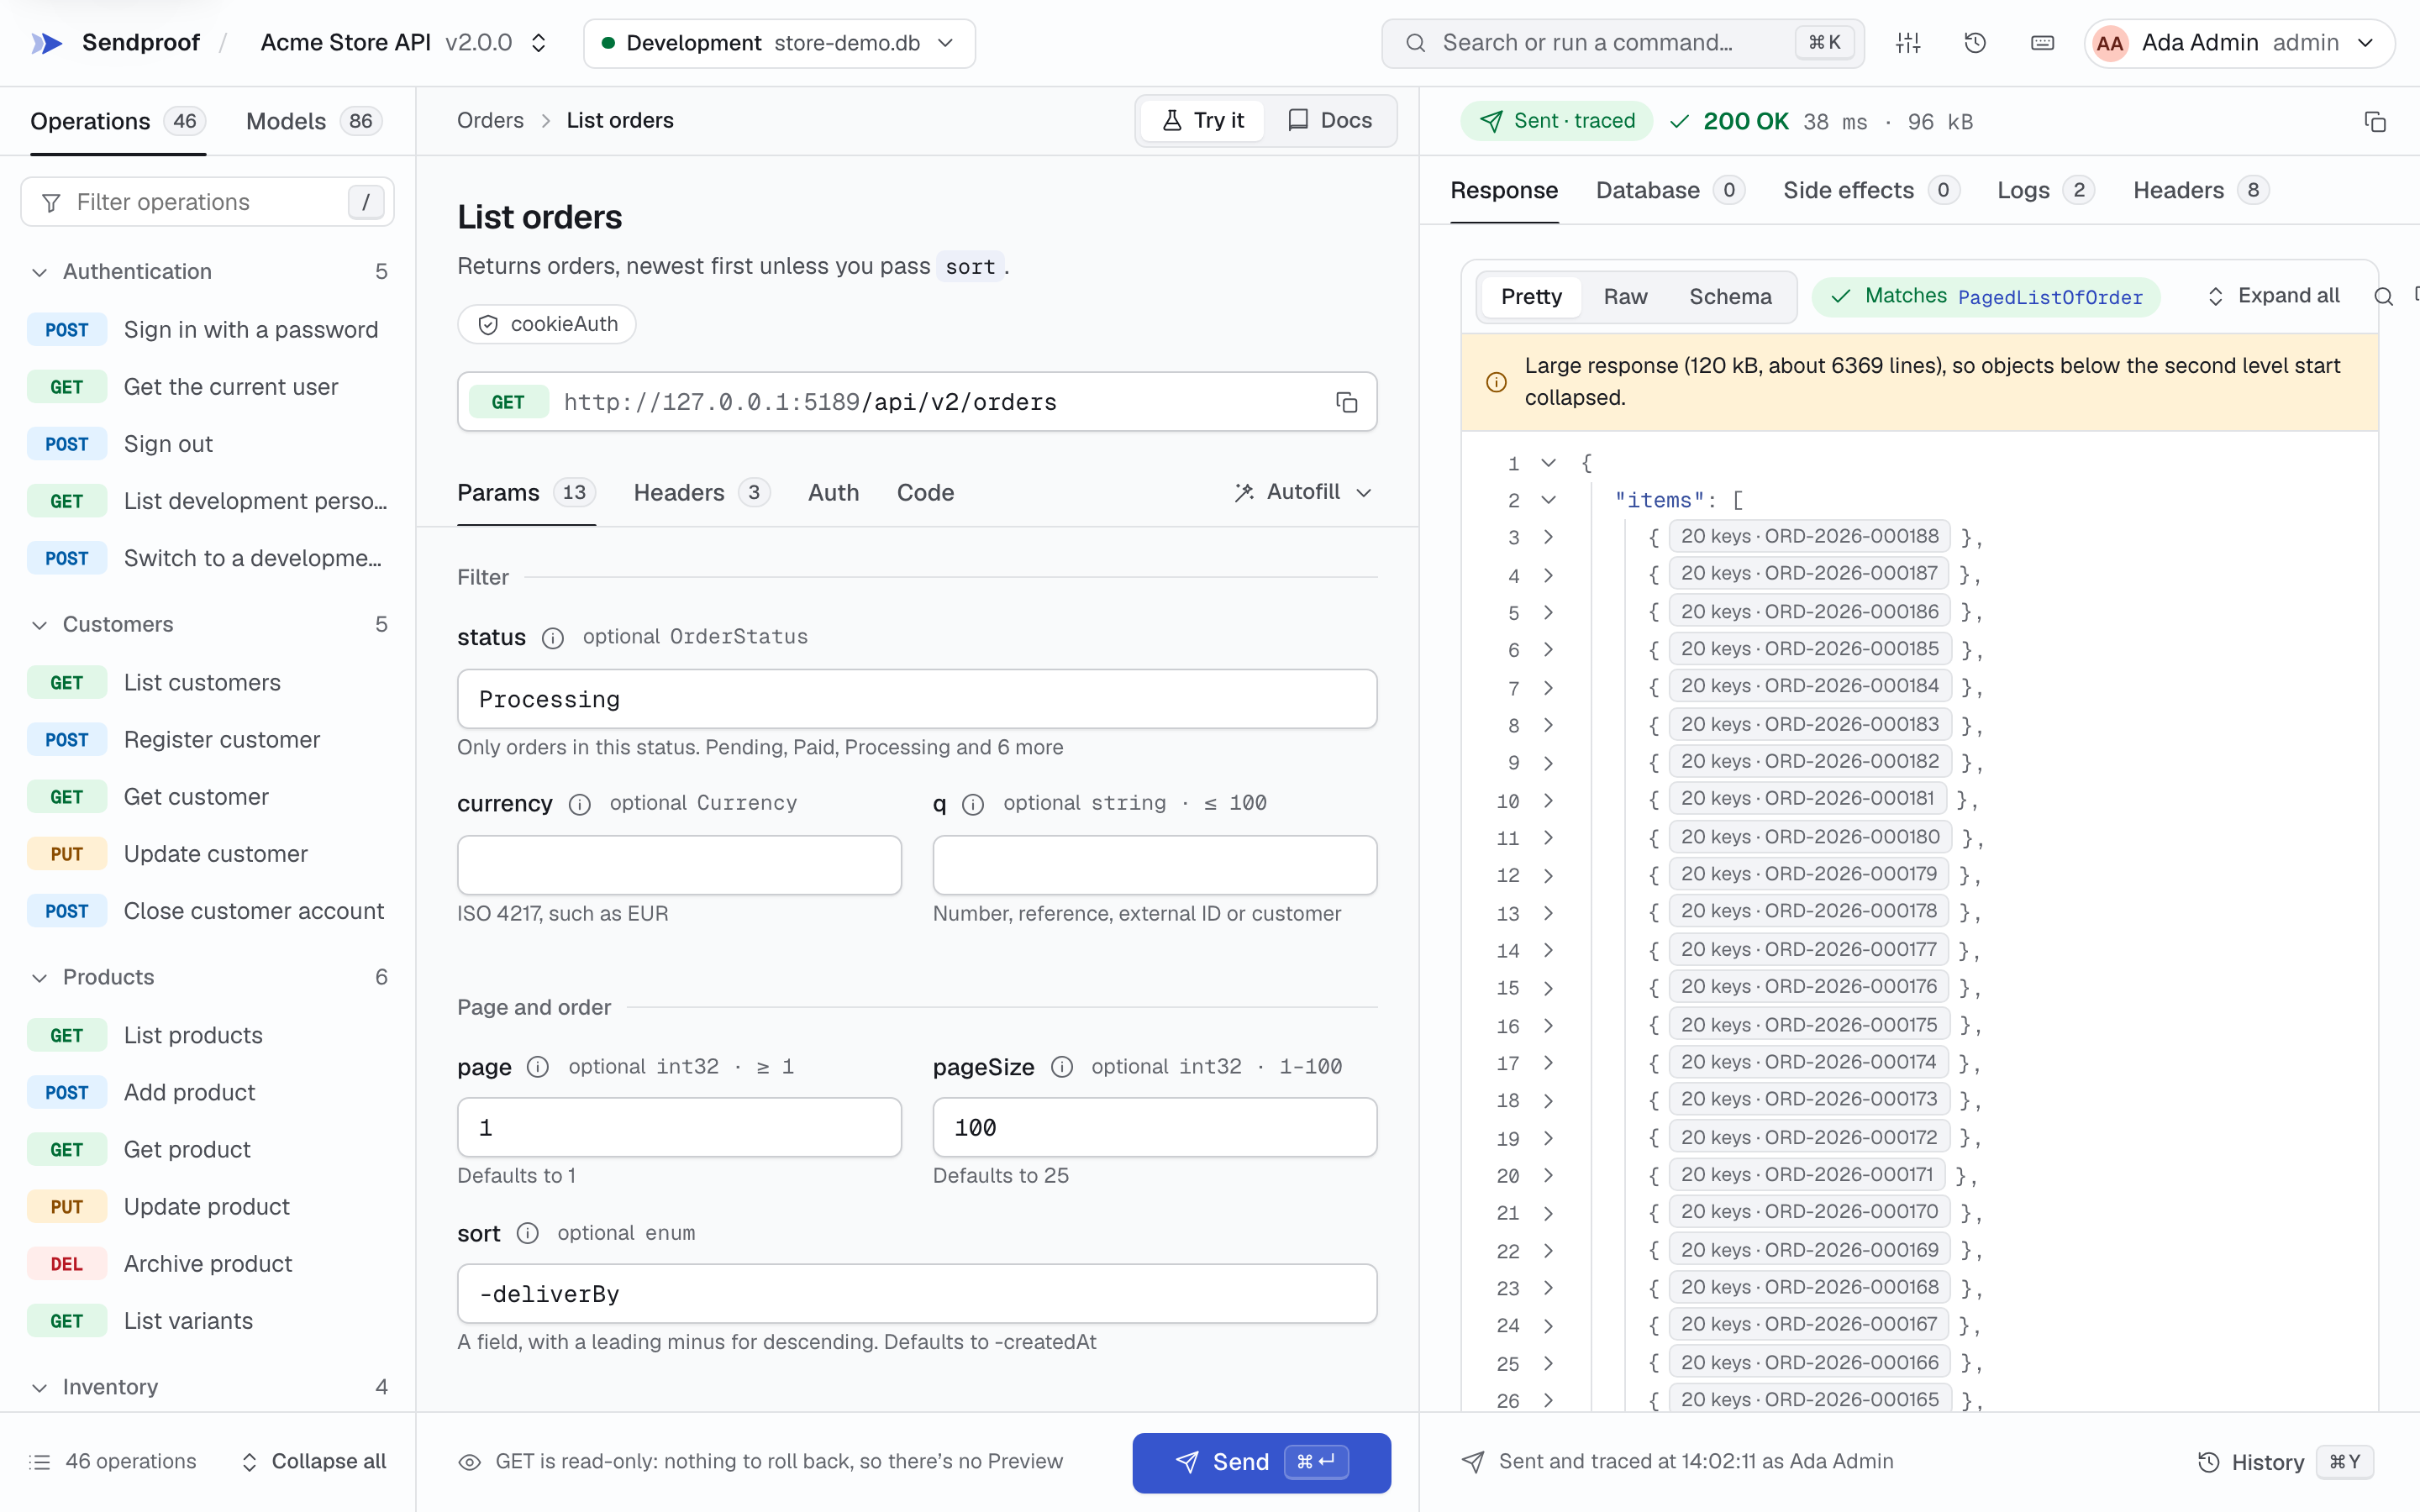 Sendproof / Acme Store API v2.0.0
Development store-demo.db
Search or run a command... ⌘K
AA Ada Admin admin
Operations 46 Models 86
Filter operations /
Authentication 5
POST Sign in with a password
GET Get the current user
POST Sign out
GET List development perso...
POST Switch to a developme...
Customers 5
GET List customers
POST Register customer
GET Get customer
PUT Update customer
POST Close customer account
Products 6
GET List products
POST Add product
GET Get product
PUT Update product
DEL Archive product
GET List variants
Inventory 4
46 operations Collapse all
Orders > List orders
Try it Docs
List orders
Returns orders, newest first unless you pass sort.
cookieAuth
GET http://127.0.0.1:5189/api/v2/orders
Params 13 Headers 3 Auth Code Autofill
Filter
status optional OrderStatus
Processing
Only orders in this status. Pending, Paid, Processing and 6 more
currency optional Currency
ISO 4217, such as EUR
q optional string · ≤ 100
Number, reference, external ID or customer
Page and order
page optional int32 · ≥ 1
1
Defaults to 1
pageSize optional int32 · 1–100
100
Defaults to 25
sort optional enum
-deliverBy
A field, with a leading minus for descending. Defaults to -createdAt
GET is read-only: nothing to roll back, so there's no Preview
Send ⌘↵
Sent · traced 200 OK 38 ms · 96 kB
Response Database 0 Side effects 0 Logs 2 Headers 8
Pretty Raw Schema Matches PagedListOfOrder Expand all
Large response (120 kB, about 6369 lines), so objects below the second level start
collapsed.
1 {
2 "items": [
3 { 20 keys · ORD-2026-000188 },
4 { 20 keys · ORD-2026-000187 },
5 { 20 keys · ORD-2026-000186 },
6 { 20 keys · ORD-2026-000185 },
7 { 20 keys · ORD-2026-000184 },
8 { 20 keys · ORD-2026-000183 },
9 { 20 keys · ORD-2026-000182 },
10 { 20 keys · ORD-2026-000181 },
11 { 20 keys · ORD-2026-000180 },
12 { 20 keys · ORD-2026-000179 },
13 { 20 keys · ORD-2026-000178 },
14 { 20 keys · ORD-2026-000177 },
15 { 20 keys · ORD-2026-000176 },
16 { 20 keys · ORD-2026-000175 },
17 { 20 keys · ORD-2026-000174 },
18 { 20 keys · ORD-2026-000173 },
19 { 20 keys · ORD-2026-000172 },
20 { 20 keys · ORD-2026-000171 },
21 { 20 keys · ORD-2026-000170 },
22 { 20 keys · ORD-2026-000169 },
23 { 20 keys · ORD-2026-000168 },
24 { 20 keys · ORD-2026-000167 },
25 { 20 keys · ORD-2026-000166 },
26 { 20 keys · ORD-2026-000165 },
Sent and traced at 14:02:11 as Ada Admin
History ⌘Y